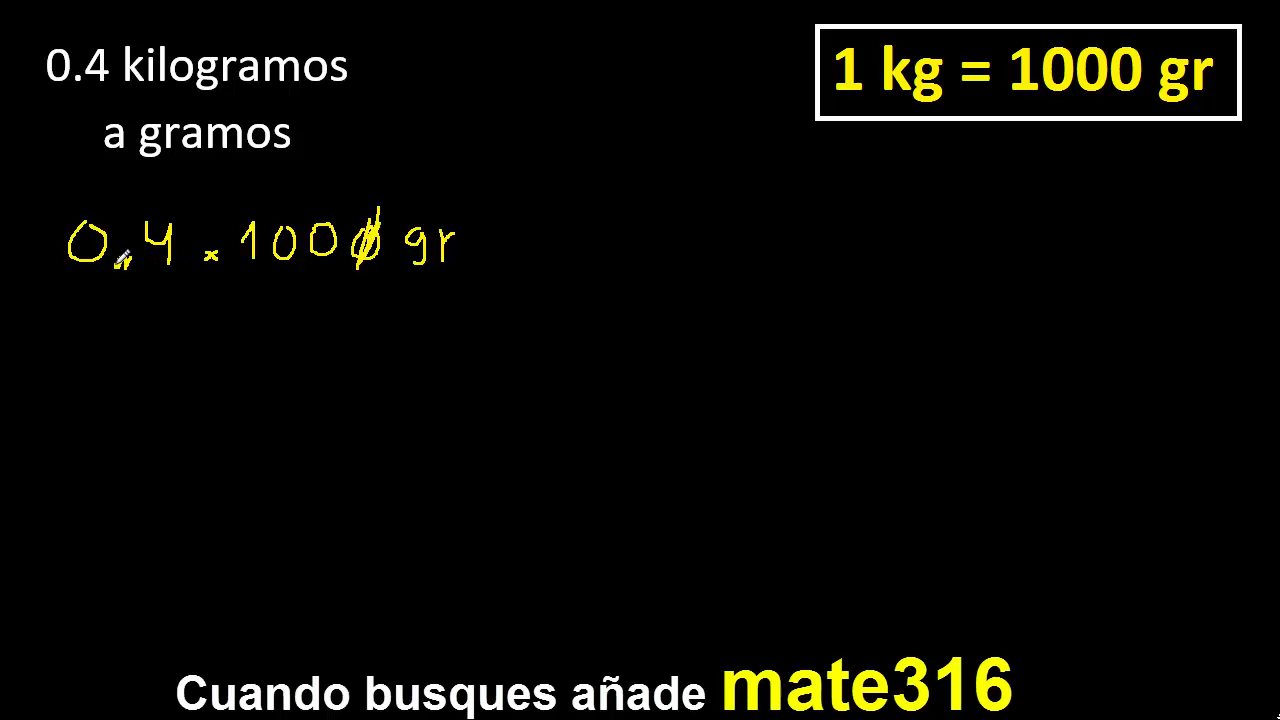 0.4 kilogramos
a gramos
1 kg = 1000 gr
0.4 × 1000 gr
Cuando busques añade mate316